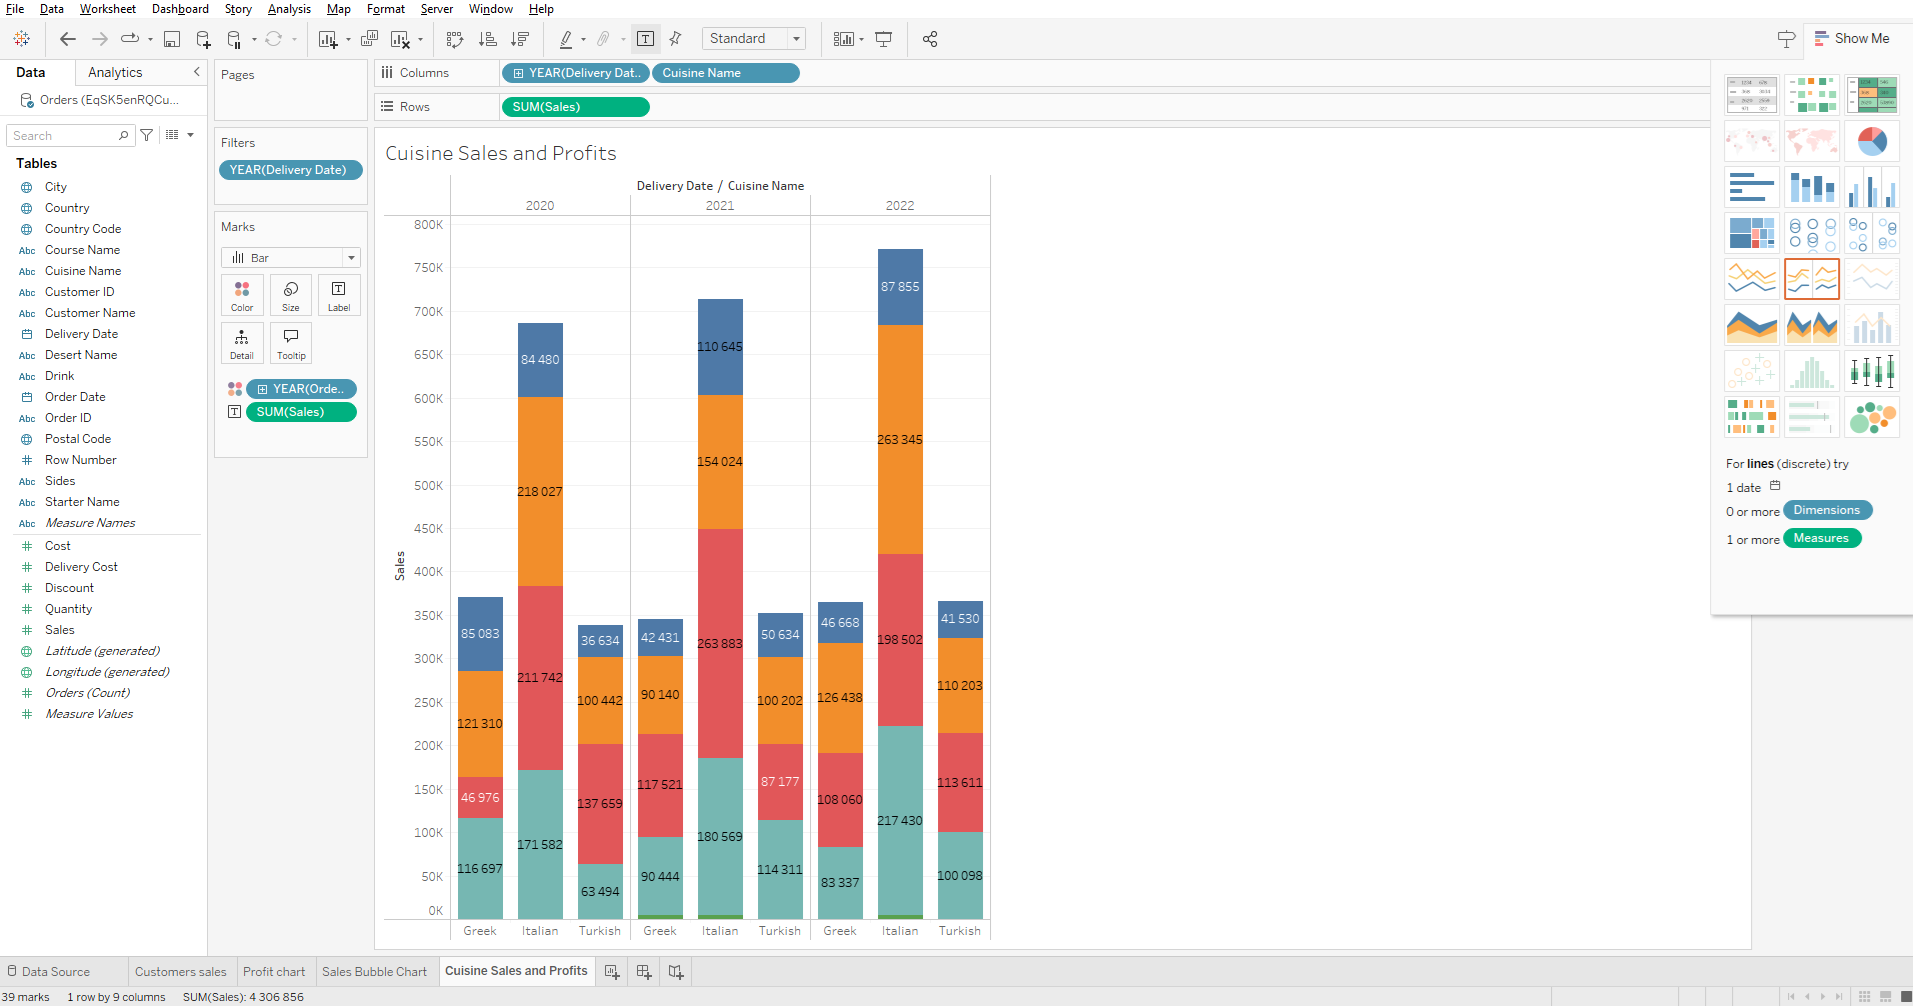 File Data Worksheet Dashboard Story Analysis Map Format Server Window Help
Standard
Show Me
Data Analytics
Orders (EqSK5enRQCu...
Search
Tables
City
Country
Country Code
Abc Course Name
Abc Cuisine Name
Abc Customer ID
Abc Customer Name
Delivery Date
Abc Desert Name
Abc Drink
Order Date
Abc Order ID
Postal Code
Row Number
Abc Sides
Abc Starter Name
Abc Measure Names
Cost
Delivery Cost
Discount
Quantity
Sales
Latitude (generated)
Longitude (generated)
Orders (Count)
Measure Values
Pages
Filters
YEAR(Delivery Date)
Marks
Bar
Color Size Label
Detail Tooltip
YEAR(Orde..
SUM(Sales)
Columns YEAR(Delivery Dat.. Cuisine Name
Rows SUM(Sales)
Cuisine Sales and Profits
Delivery Date / Cuisine Name
2020 2021 2022
800K
750K
700K
650K
600K
550K
500K
450K
400K
350K
300K
250K
200K
150K
100K
50K
0K
Sales
85 083
121 310
46 976
116 697
84 480
218 027
211 742
171 582
36 634
100 442
137 659
63 494
42 431
90 140
117 521
90 444
110 645
154 024
263 883
180 569
50 634
100 202
87 177
114 311
46 668
126 438
108 060
83 337
87 855
263 345
198 502
217 430
41 530
110 203
113 611
100 098
Greek Italian Turkish Greek Italian Turkish Greek Italian Turkish
For lines (discrete) try
1 date
0 or more Dimensions
1 or more Measures
Data Source Customers sales Profit chart Sales Bubble Chart Cuisine Sales and Profits
39 marks 1 row by 9 columns SUM(Sales): 4 306 856